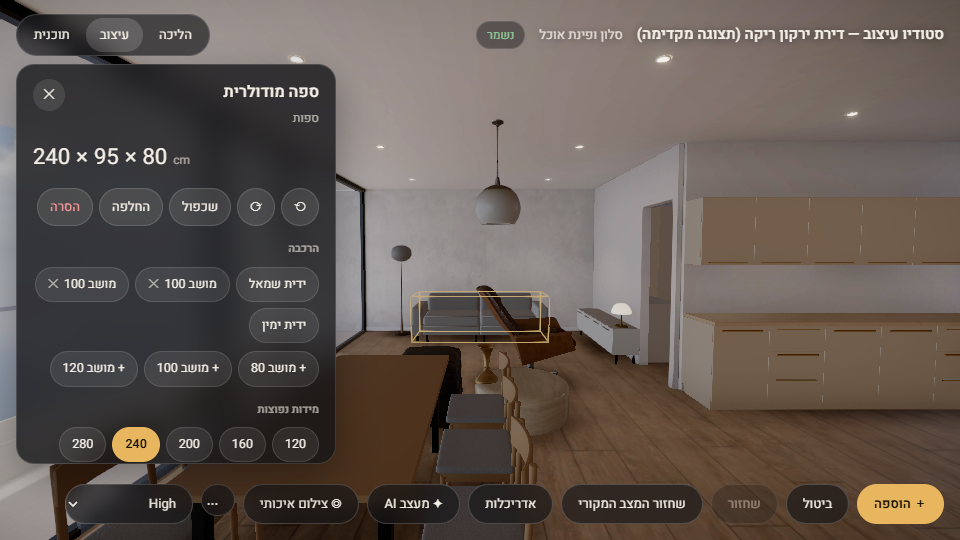 סטודיו עיצוב — דירת ירקון ריקה (תצוגה מקדימה) סלון ופינת אוכל נשמר
הליכה עיצוב תוכנית
ספה מודולרית
ספות
240 × 95 × 80 cm
שכפול החלפה הסרה
הרכבה
ידית שמאל מושב 100 × מושב 100 ×
ידית ימין
+ מושב 80 + מושב 100 + מושב 120
מידות נפוצות
120 160 200 240 280
+ הוספה ביטול שחזור שחזור המצב המקורי אדריכלות ✦ מעצב AI ◎ צילום איכותי ... High